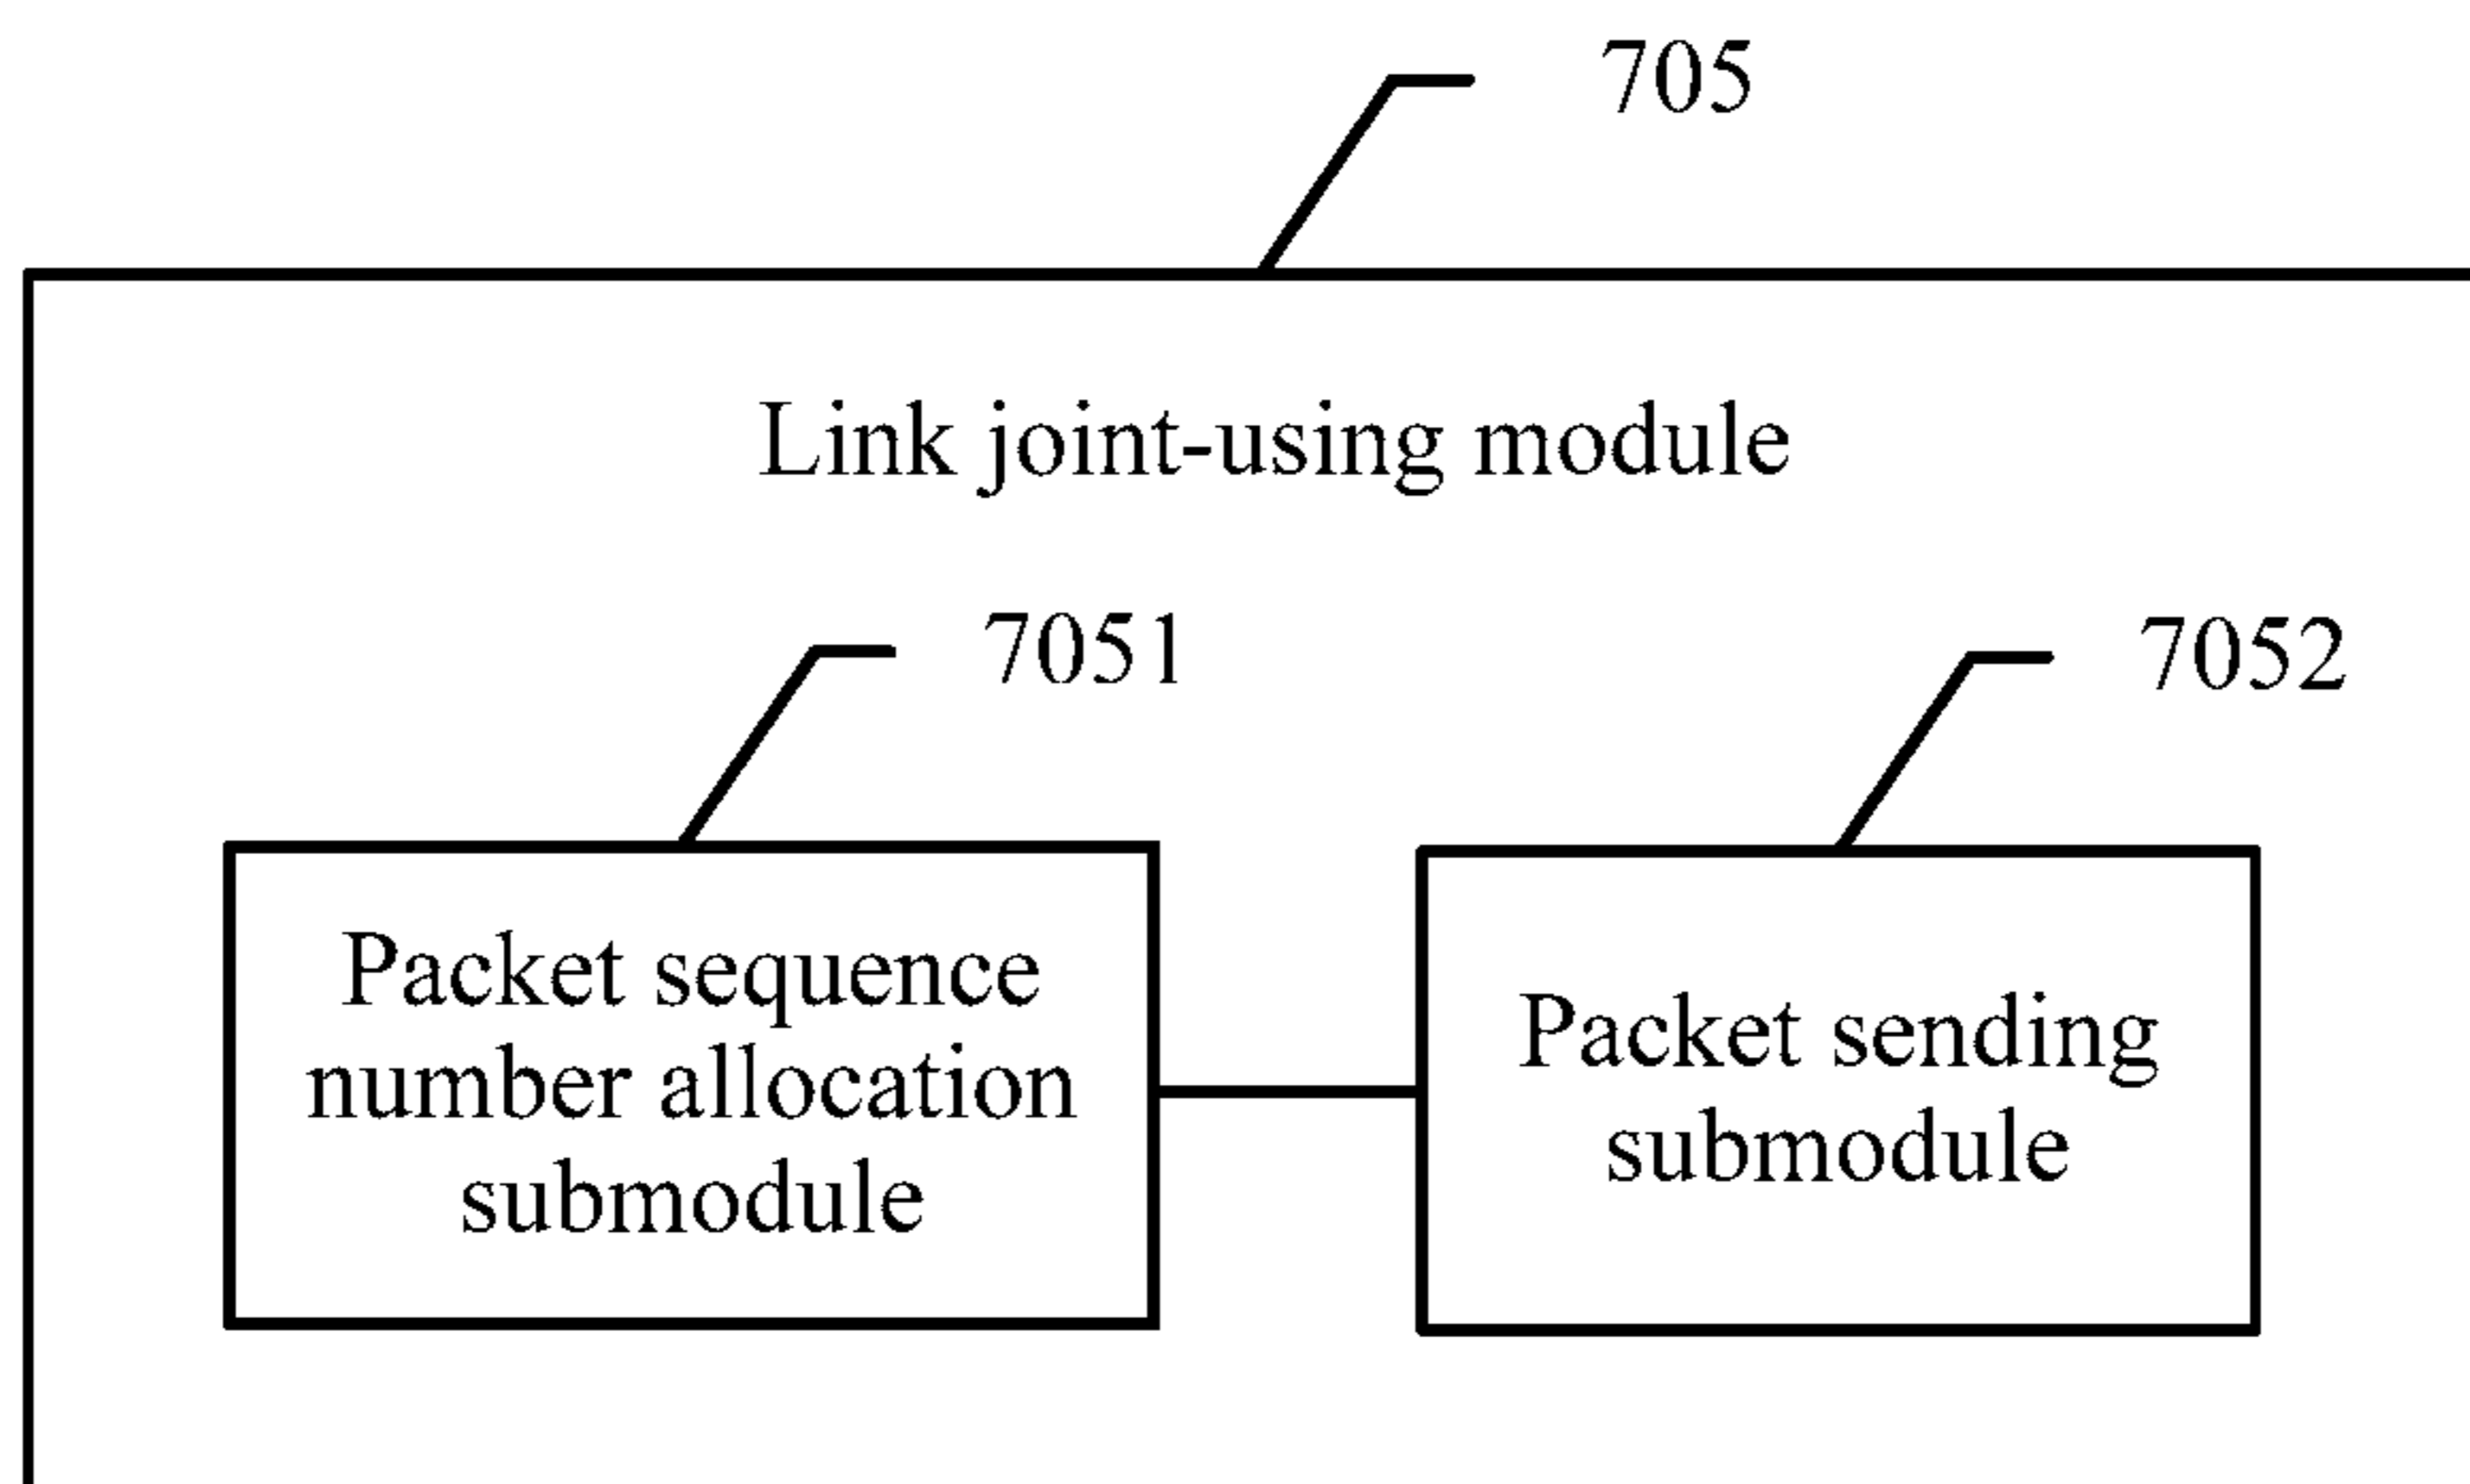 705
Link joint-using module
7051
7052
Packet sequence
number allocation
submodule
Packet sending
submodule